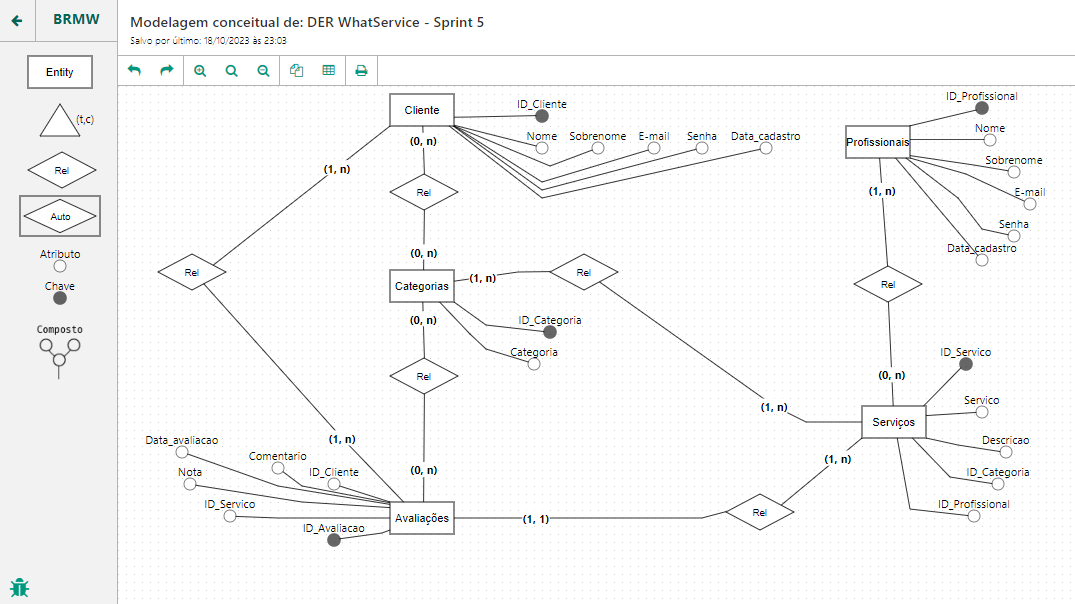 BRMW
Modelagem conceitual de: DER WhatService - Sprint 5
Salvo por último: 18/10/2023 às 23:03
Entity
(t,c)
Rel
Auto
Atributo
Chave
Composto
Cliente
ID_Cliente
Nome
Sobrenome
E-mail
Senha
Data_cadastro
(0, n)
(1, n)
Rel
Rel
(0, n)
Categorias
(1, n)
Rel
(0, n)
ID_Categoria
Categoria
Rel
(1, n)
(0, n)
ID_Profissional
Profissionais
Nome
Sobrenome
E-mail
Senha
Data_cadastro
(1, n)
Rel
(0, n)
ID_Servico
(1, n)
Serviços
Servico
Descricao
ID_Categoria
ID_Profissional
(1, n)
Rel
(1, 1)
Data_avaliacao
Comentario
Nota
ID_Cliente
ID_Servico
ID_Avaliacao
Avaliações